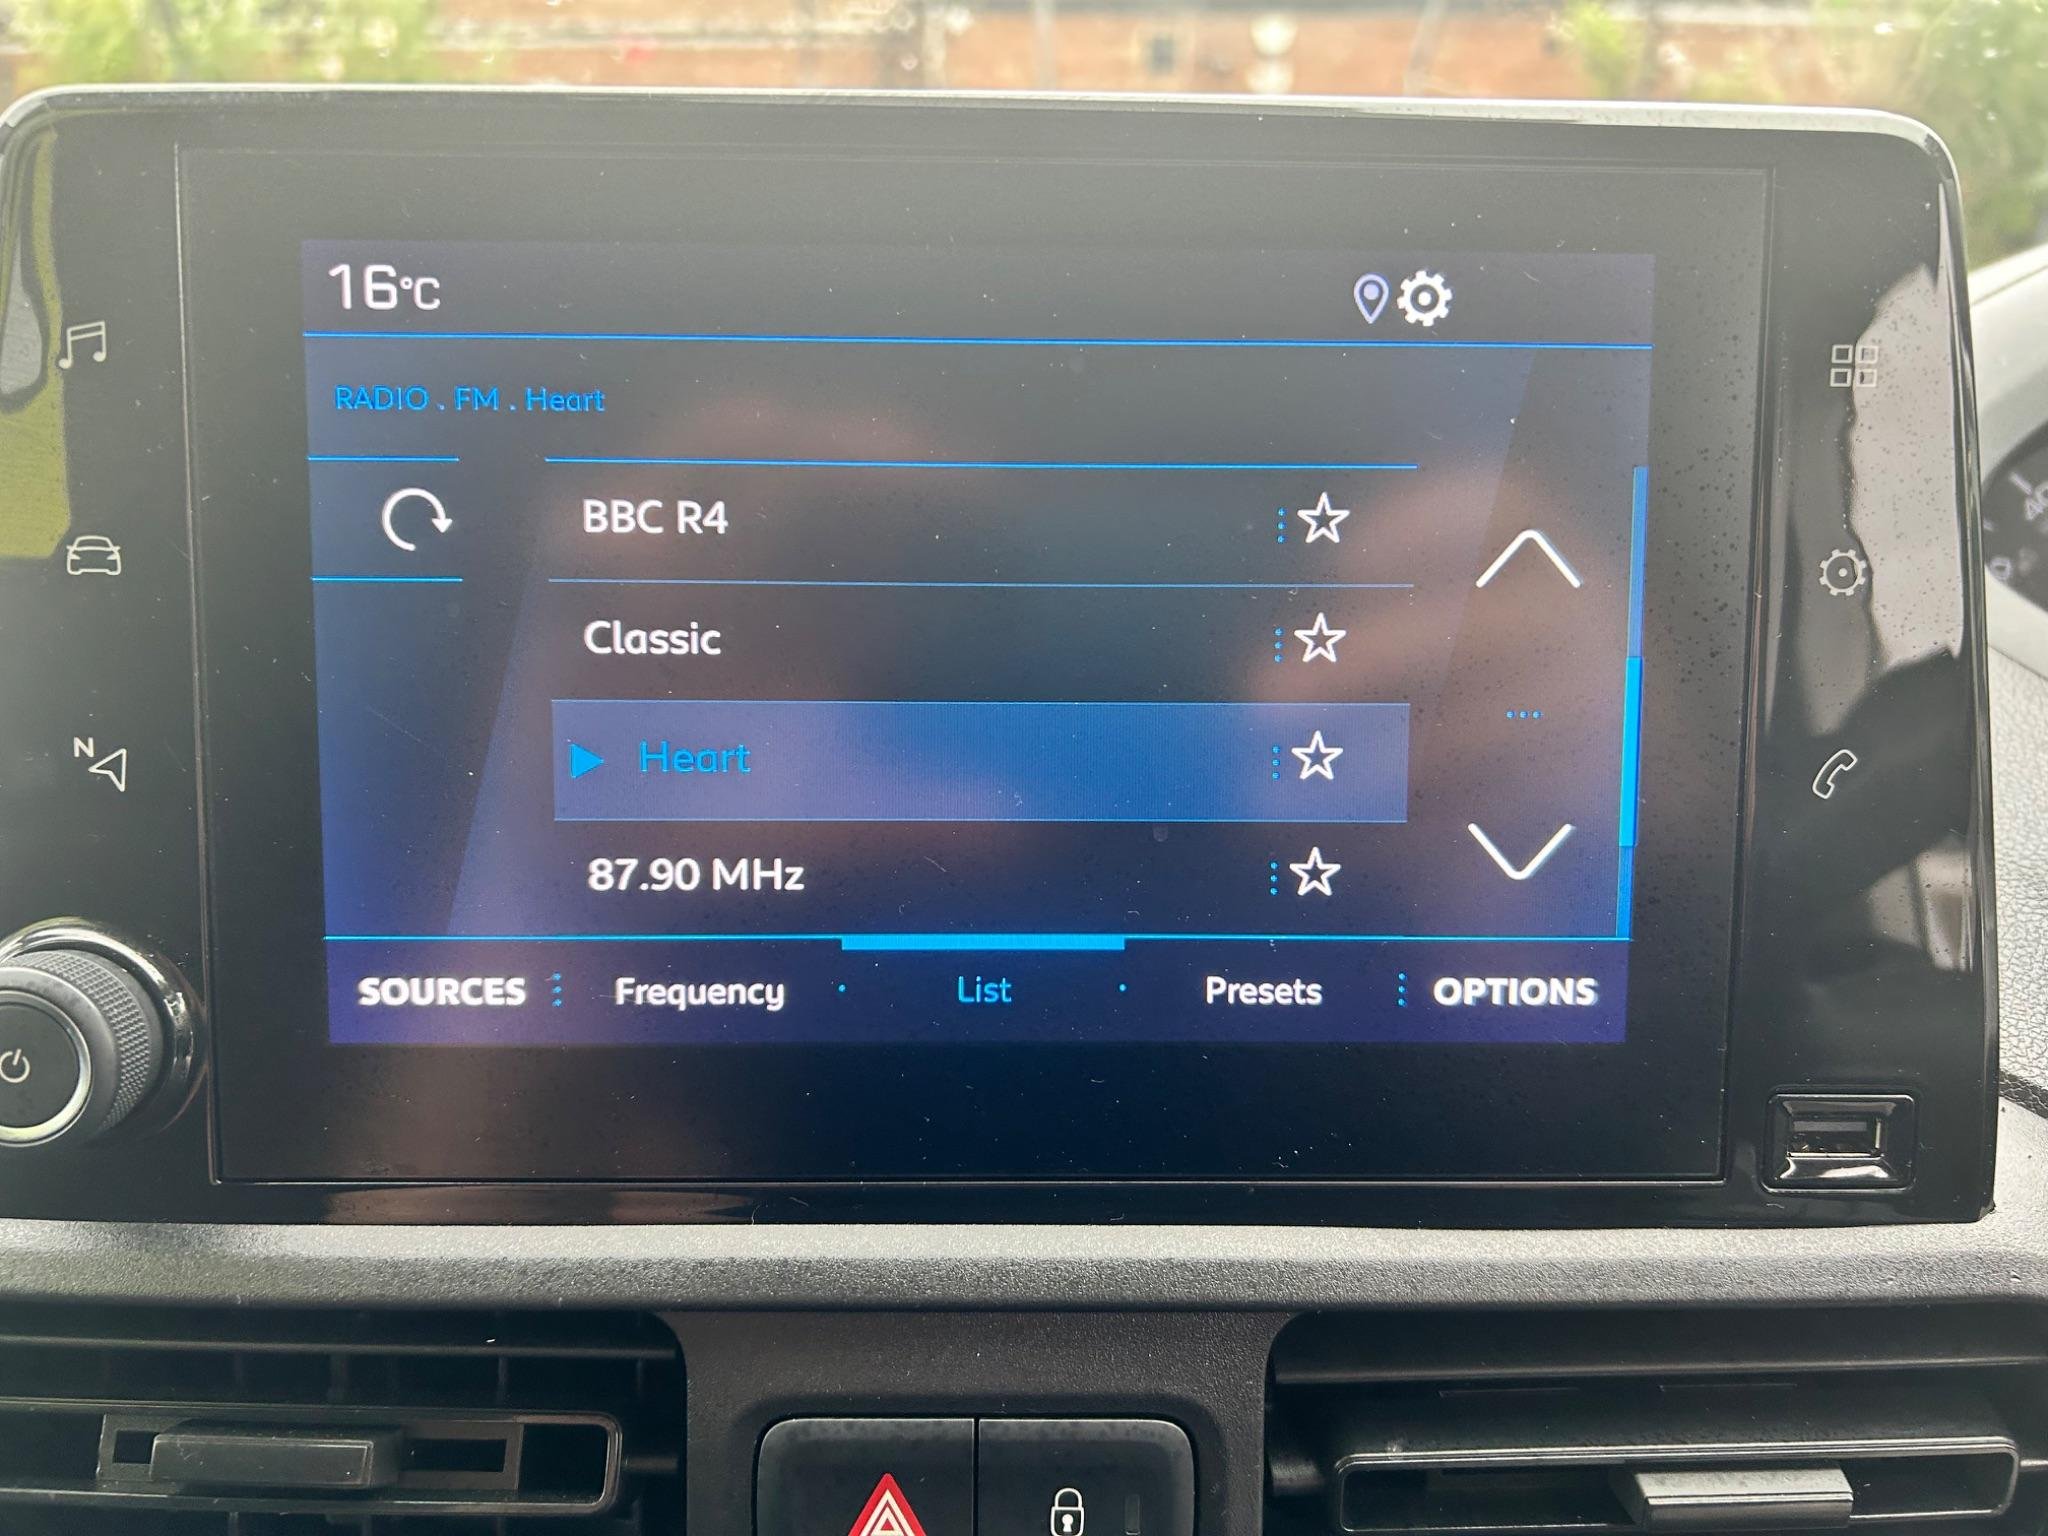 16°C
RADIO . FM . Heart
BBC R4
Classic
N
Heart
87.90 MHz
SOURCES Frequency List Presets OPTIONS